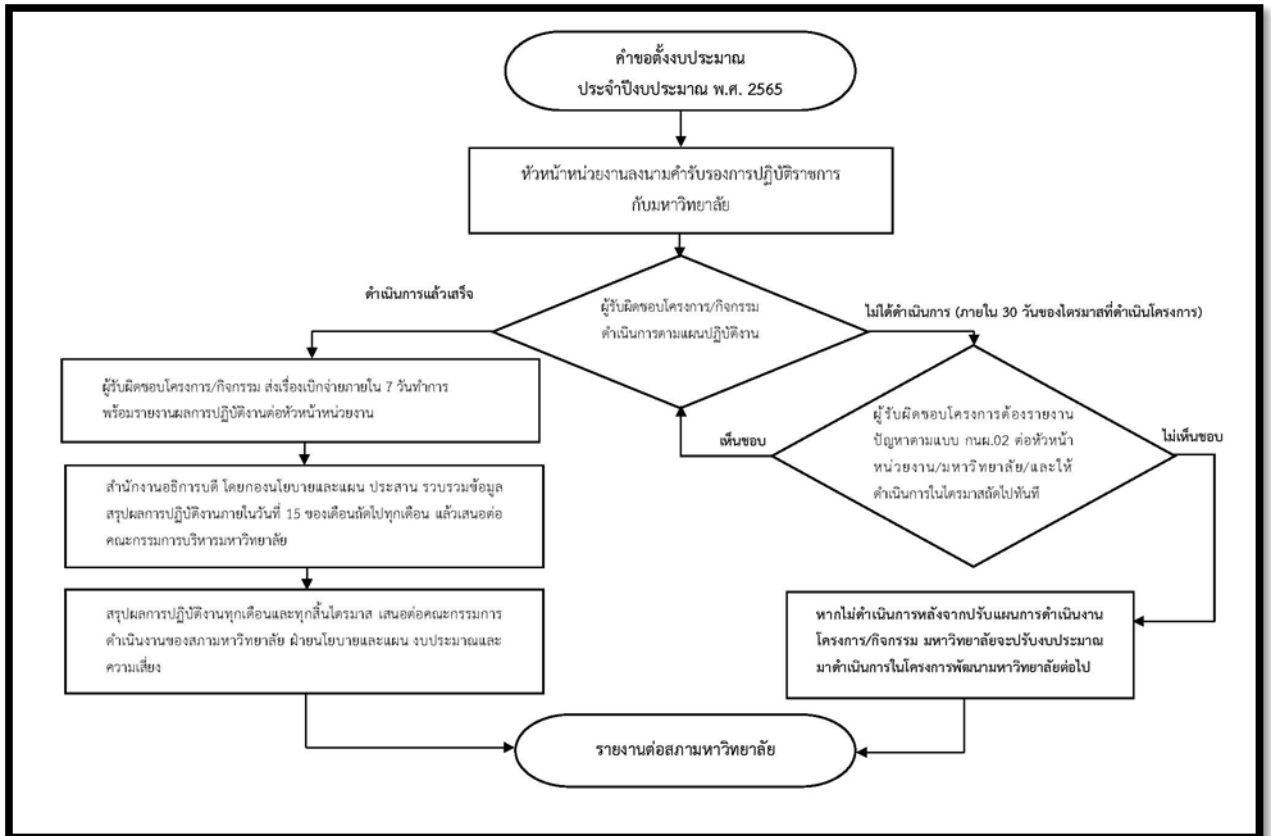 คำขอตั้งงบประมาณ
ประจำปีงบประมาณ พ.ศ. 2565
หัวหน้าหน่วยงานลงนามคำรับรองการปฏิบัติราชการ
กับมหาวิทยาลัย
ดำเนินการแล้วเสร็จ
ผู้รับผิดชอบโครงการ/กิจกรรม
ดำเนินการตามแผนปฏิบัติงาน
ไม่ได้ดำเนินการ (ภายใน 30 วันของไตรมาสที่ดำเนินโครงการ)
ผู้รับผิดชอบโครงการ/กิจกรรม ส่งเรื่องเบิกจ่ายภายใน 7 วันทำการ
พร้อมรายงานผลการปฏิบัติงานต่อหัวหน้าหน่วยงาน
เห็นชอบ
ผู้รับผิดชอบโครงการต้องรายงาน
ปัญหาตามแบบ กนผ.02 ต่อหัวหน้า
หน่วยงาน/มหาวิทยาลัย/และให้
ดำเนินการในไตรมาสถัดไปทันที
ไม่เห็นชอบ
สำนักงานอธิการบดี โดยกองนโยบายและแผน ประสาน รวบรวมข้อมูล
สรุปผลการปฏิบัติงานภายในวันที่ 15 ของเดือนถัดไปทุกเดือน แล้วเสนอต่อ
คณะกรรมการบริหารมหาวิทยาลัย
สรุปผลการปฏิบัติงานทุกเดือนและทุกสิ้นไตรมาส เสนอต่อคณะกรรมการ
ดำเนินงานของสภามหาวิทยาลัย ฝ่ายนโยบายและแผน งบประมาณและ
ความเสี่ยง
หากไม่ดำเนินการหลังจากปรับแผนการดำเนินงาน
โครงการ/กิจกรรม มหาวิทยาลัยจะปรับงบประมาณ
มาดำเนินการในโครงการพัฒนามหาวิทยาลัยต่อไป
รายงานต่อสภามหาวิทยาลัย